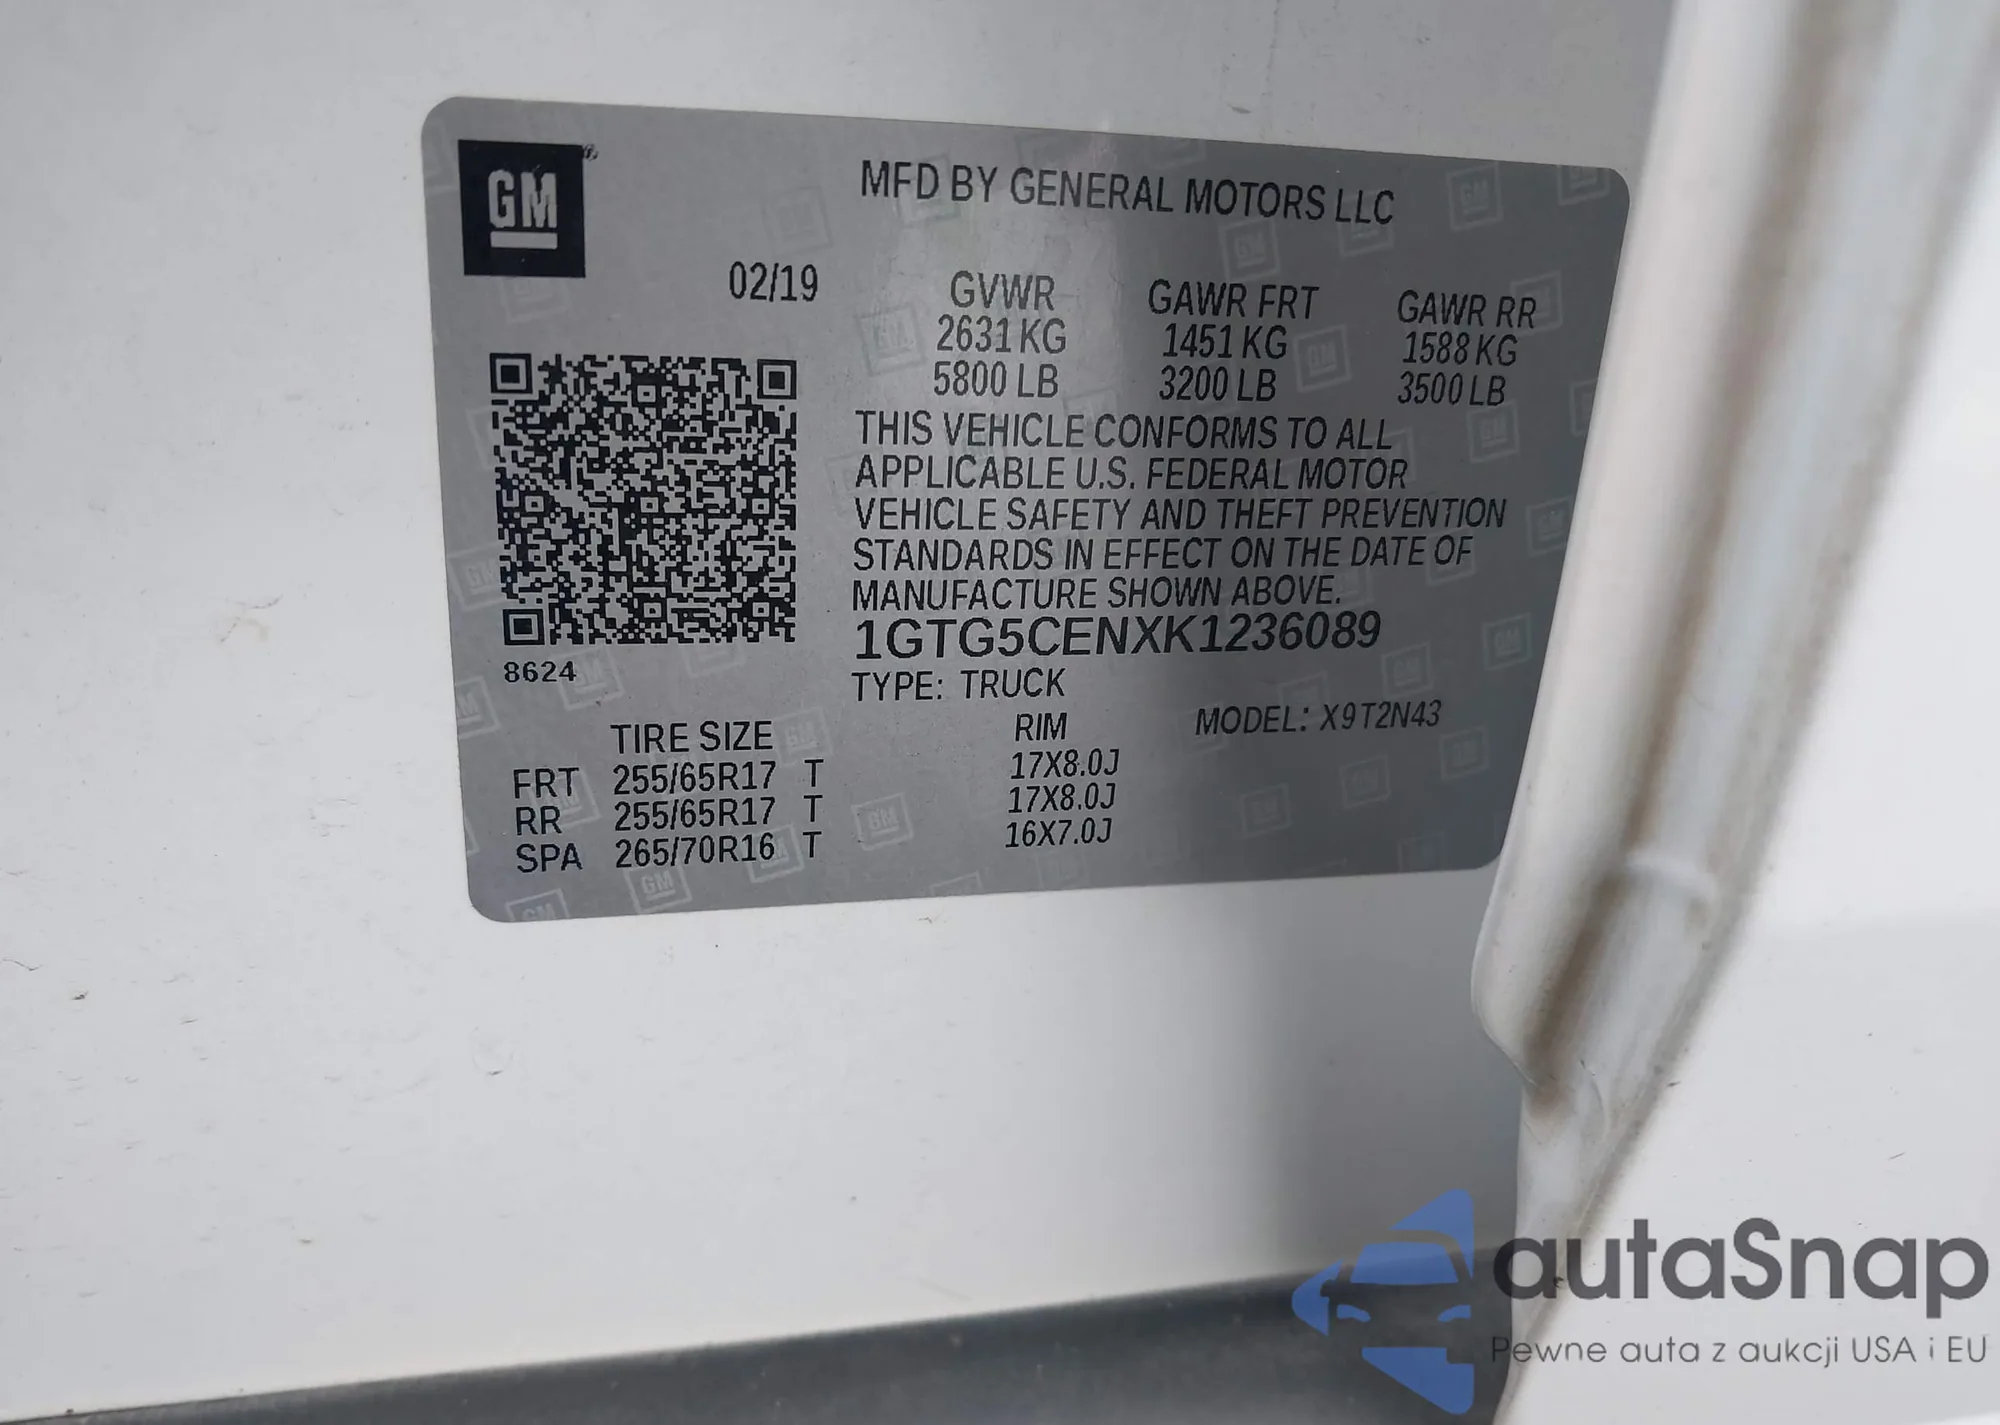 GM
MFD BY GENERAL MOTORS LLC
02/19
GVWR GAWR FRT GAWR RR
2631 KG 1451 KG 1588 KG
5800 LB 3200 LB 3500 LB
THIS VEHICLE CONFORMS TO ALL
APPLICABLE U.S. FEDERAL MOTOR
VEHICLE SAFETY AND THEFT PREVENTION
STANDARDS IN EFFECT ON THE DATE OF
MANUFACTURE SHOWN ABOVE.
1GTG5CENXK1236089
8624
TYPE: TRUCK
MODEL: X9T2N43
TIRE SIZE RIM
FRT 255/65R17 T 17X8.0J
RR 255/65R17 T 17X8.0J
SPA 265/70R16 T 16X7.0J
autaSnap
Pewne auta z aukcji USA i EU